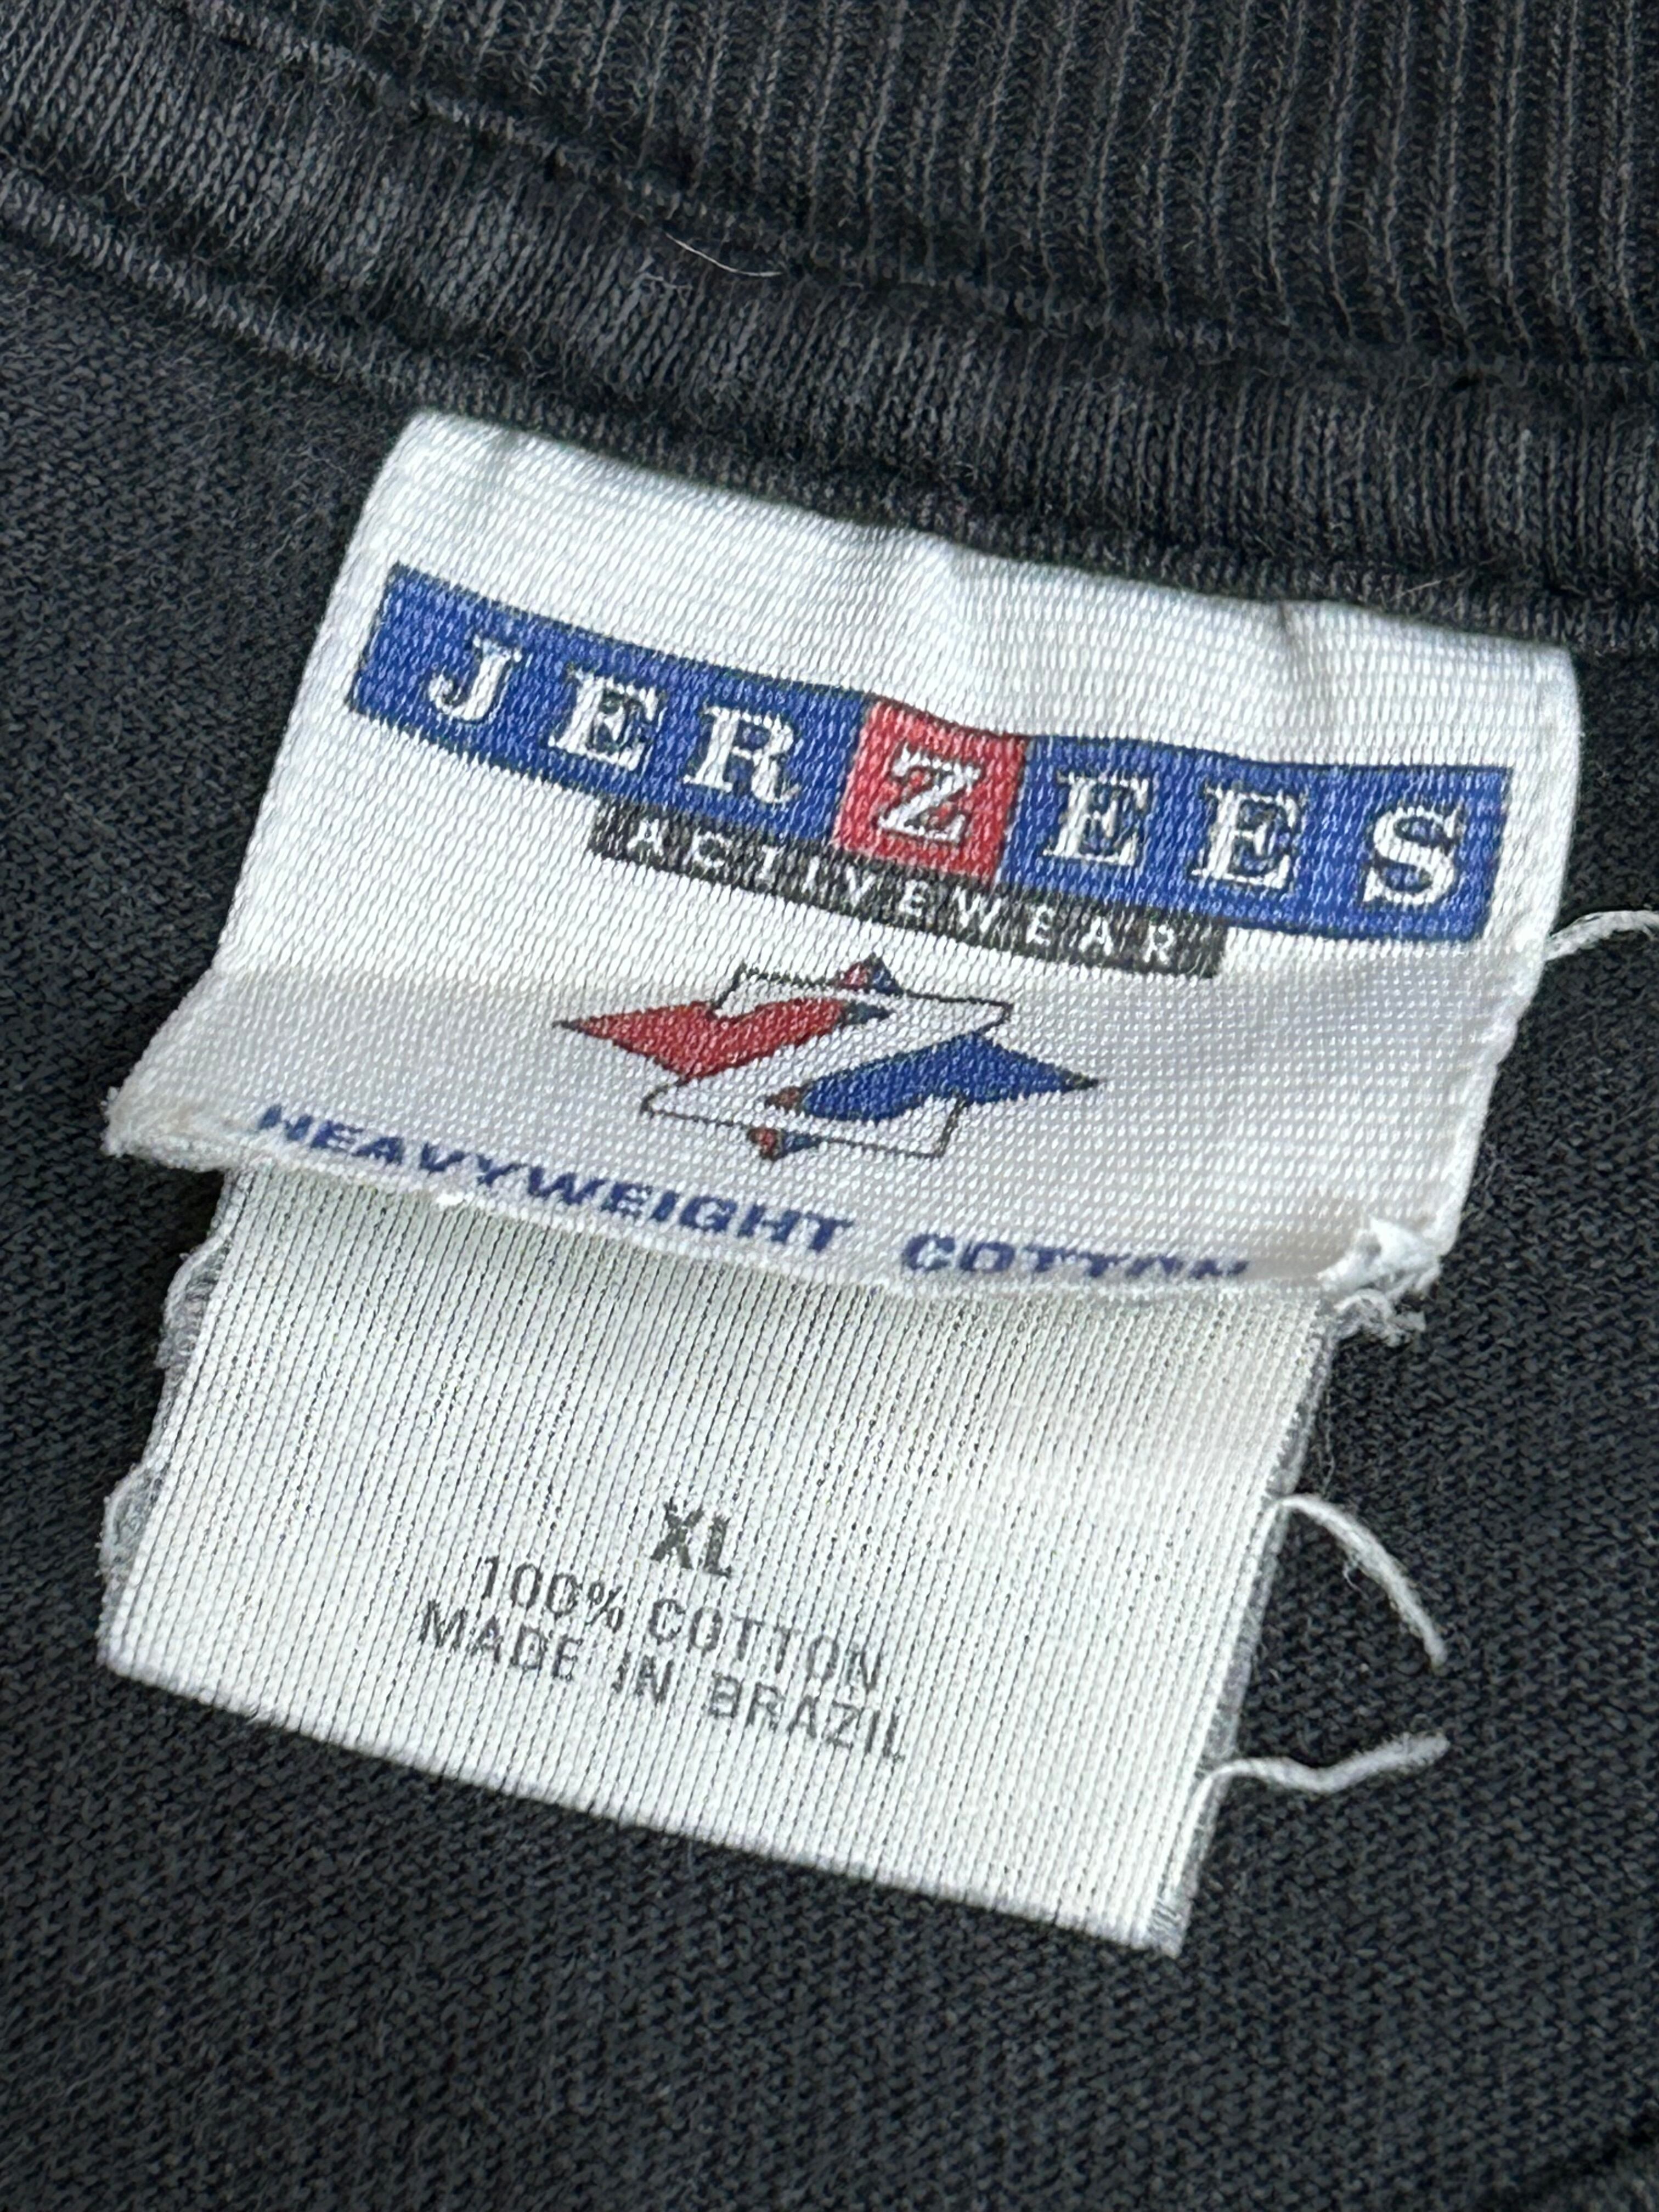 JERZEES
ACTIVEWEAR
HEAVYWEIGHT COTTON
XL
100% COTTON
MADE IN BRAZIL